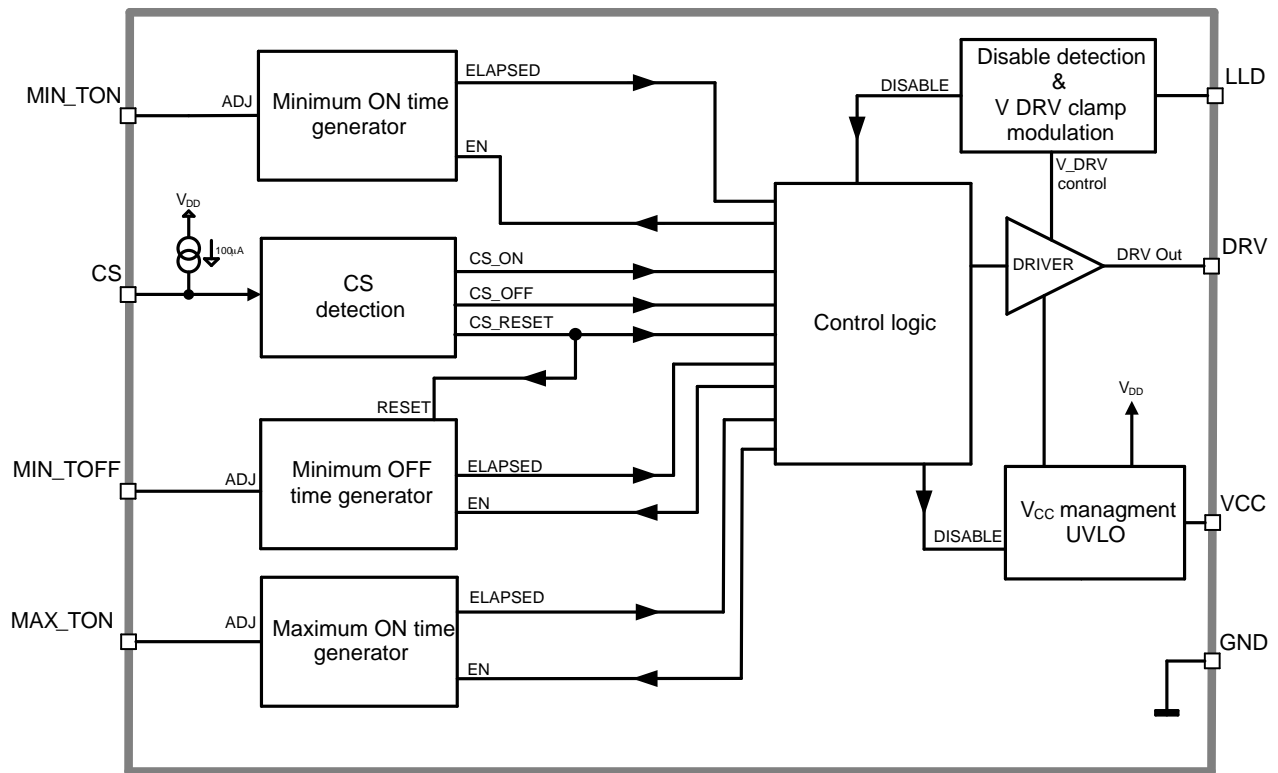 MIN_TON
ADJ
Minimum ON time
generator
ELAPSED
EN
DISABLE
Disable detection
&
V DRV clamp
modulation
LLD
V_DRV
control
VDD
100µA
CS
CS
detection
CS_ON
CS_OFF
CS_RESET
Control logic
DRIVER
DRV Out
DRV
RESET
MIN_TOFF
ADJ
Minimum OFF
time generator
ELAPSED
EN
VDD
DISABLE
VCC managment
UVLO
VCC
MAX_TON
ADJ
Maximum ON time
generator
ELAPSED
EN
GND